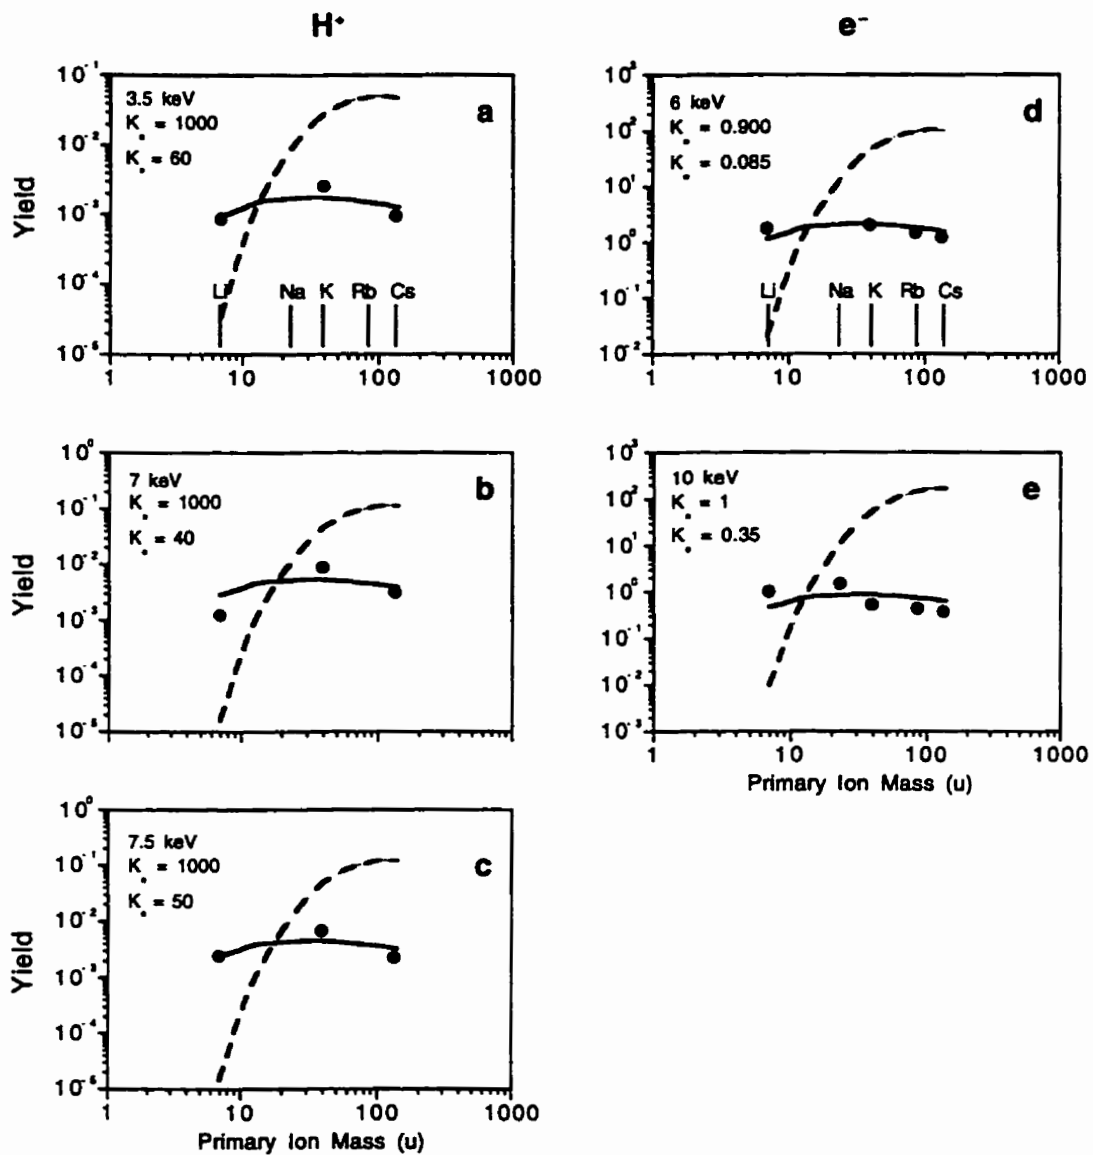 H⁺
e⁻
10⁻¹
10⁻²
10⁻³
10⁻⁴
10⁻⁵
Yield
3.5 keV
K = 1000
K = 60
a
Li
Na
K
Rb
Cs
1
10
100
1000
10³
10²
10¹
10⁰
10⁻¹
10⁻²
6 keV
K = 0.900
K = 0.085
d
Li
Na
K
Rb
Cs
1
10
100
1000
10⁰
10⁻¹
10⁻²
10⁻³
10⁻⁴
10⁻⁵
Yield
7 keV
K = 1000
K = 40
b
10³
10²
10¹
10⁰
10⁻¹
10⁻²
10⁻³
10 keV
K = 1
K = 0.35
e
1
10
100
1000
Primary Ion Mass (u)
10⁰
10⁻¹
10⁻²
10⁻³
10⁻⁴
10⁻⁵
Yield
7.5 keV
K = 1000
K = 50
c
1
10
100
1000
Primary Ion Mass (u)